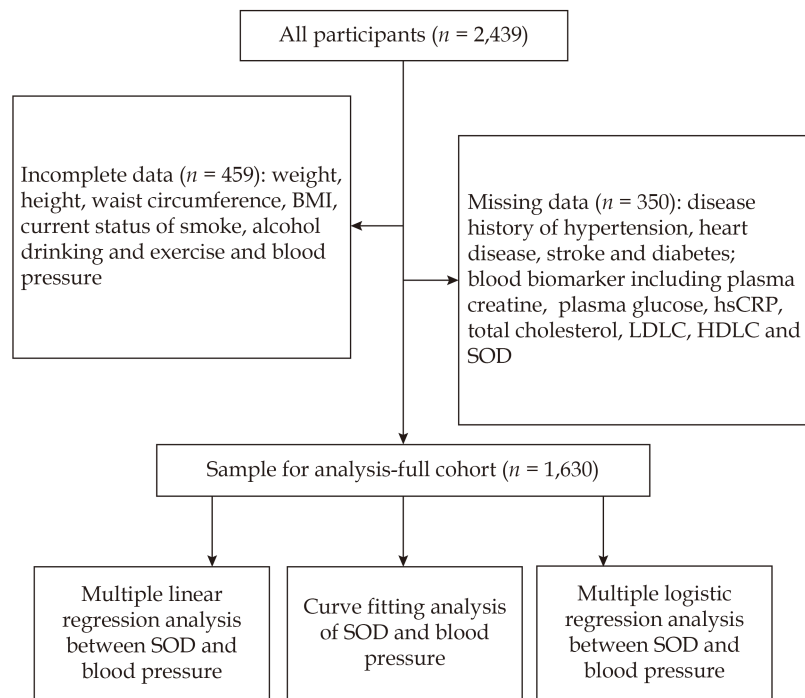 All participants (n = 2,439)
Incomplete data (n = 459): weight,
height, waist circumference, BMI,
current status of smoke, alcohol
drinking and exercise and blood
pressure
Missing data (n = 350): disease
history of hypertension, heart
disease, stroke and diabetes;
blood biomarker including plasma
creatine, plasma glucose, hsCRP,
total cholesterol, LDLC, HDLC and
SOD
Sample for analysis-full cohort (n = 1,630)
Multiple linear
regression analysis
between SOD and
blood pressure
Curve fitting analysis
of SOD and blood
pressure
Multiple logistic
regression analysis
between SOD and
blood pressure